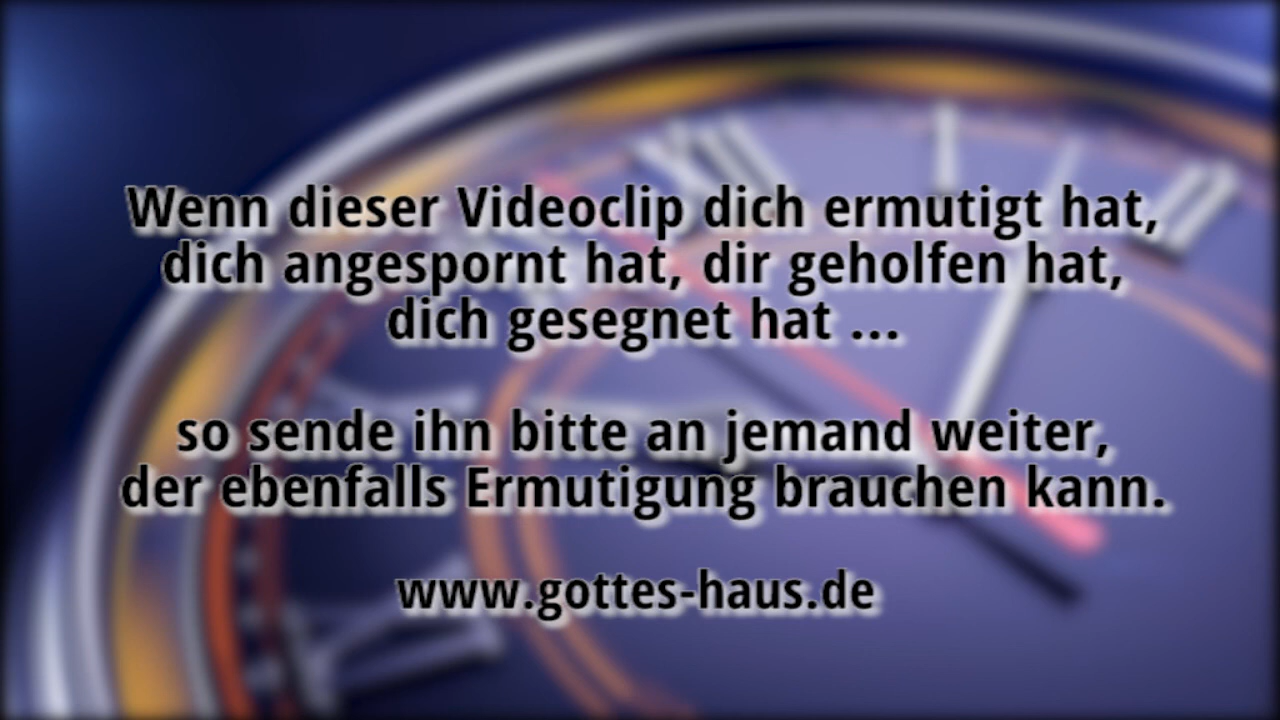 Wenn dieser Videoclip dich ermutigt hat,
dich angespornt hat, dir geholfen hat,
dich gesegnet hat ...
so sende ihn bitte an jemand weiter,
der ebenfalls Ermutigung brauchen kann.
www.gottes-haus.de